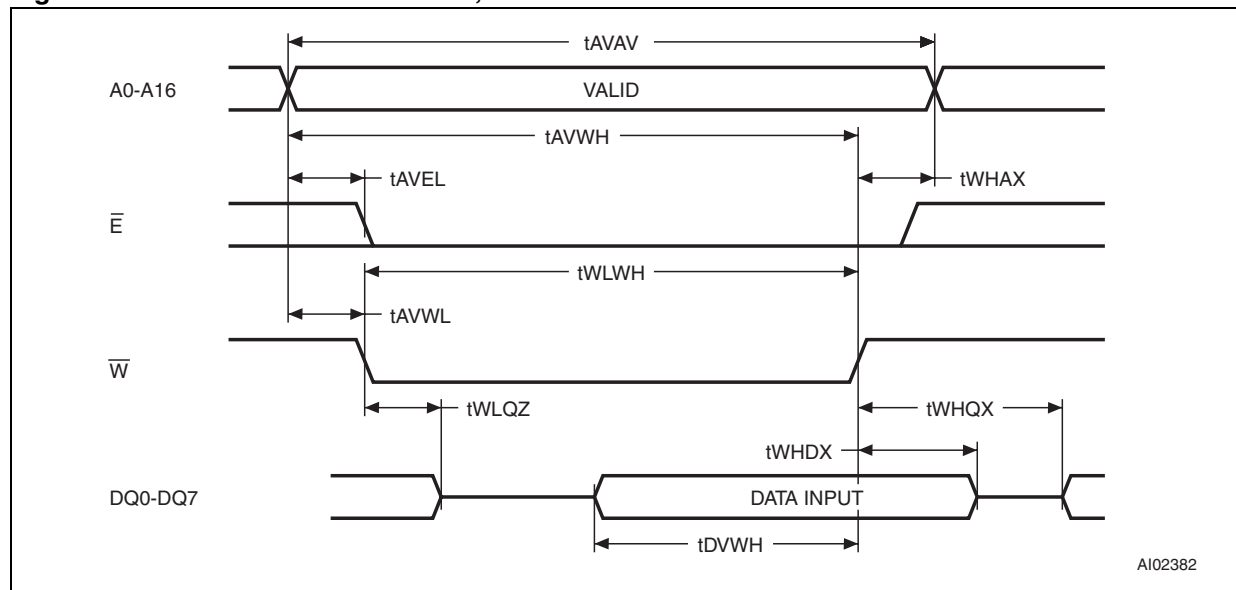 tAVAV
A0-A16
VALID
tAVWH
tAVEL
tWHAX
E̅
tWLWH
tAVWL
W̅
tWLQZ
tWHQX
tWHDX
DQ0-DQ7
DATA INPUT
tDVWH
AI02382